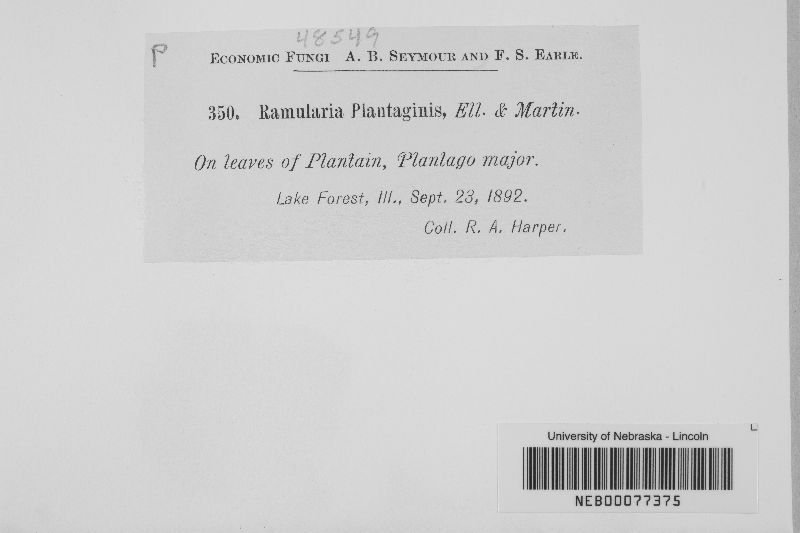 48549
P
ECONOMIC FUNGI A. B. SEYMOUR AND F. S. EARLE.
350. Ramularia Plantaginis, Ell. & Martin.
On leaves of Plantain, Plantago major.
Lake Forest, Ill., Sept. 23, 1892.
Coll. R. A. Harper.
University of Nebraska - Lincoln
NEB00077375